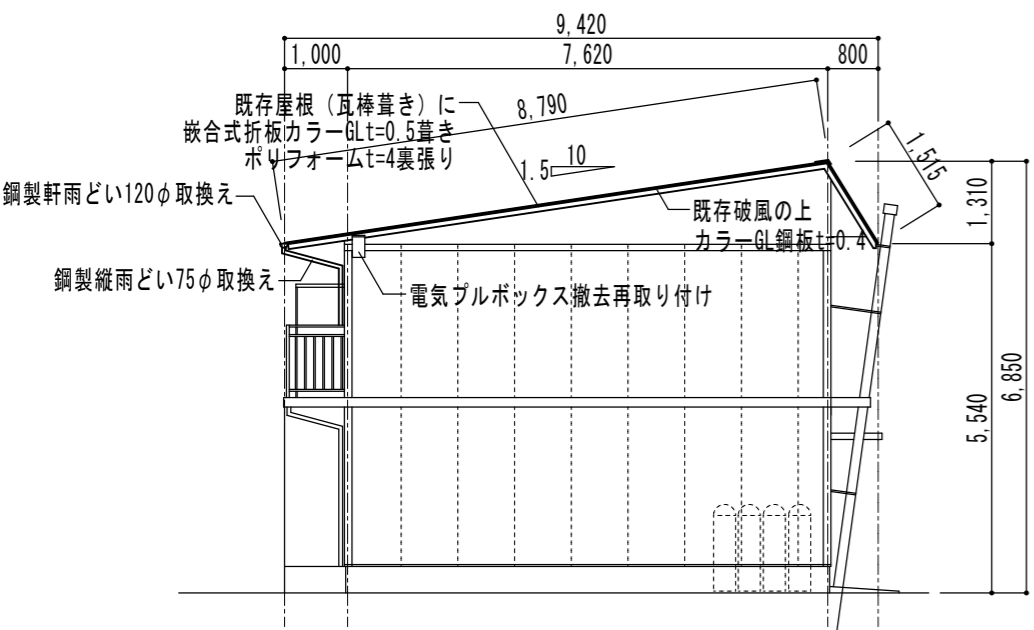 9,420
1,000
7,620
800
既存屋根（瓦棒葺き）に
嵌合式折板カラーGLt=0.5葺き
ポリフォームt=4裏張り
8,790
10
1.5
1,515
1,310
鋼製軒雨どい120φ取換え
既存破風の上
カラーGL鋼板t=0.4
鋼製縦雨どい75φ取換え
電気プルボックス撤去再取り付け
5,540
6,850